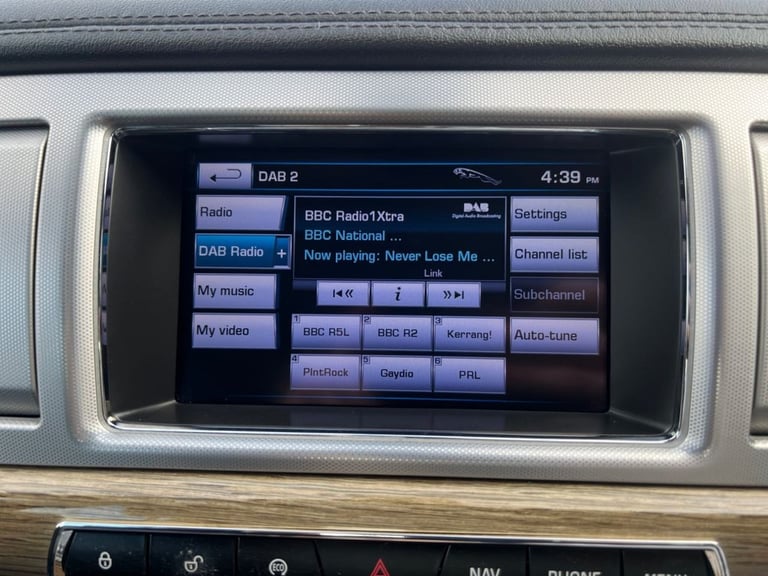 DAB 2
4:39 PM
Radio
DAB Radio +
My music
My video
BBC Radio1Xtra
DAB
Digital Audio Broadcasting
BBC National ...
Now playing: Never Lose Me ...
Link
i
Settings
Channel list
Subchannel
Auto-tune
1 BBC R5L
2 BBC R2
3 Kerrang!
4 PlntRock
5 Gaydio
6 PRL
ECO
NAV
PHONE
MENU